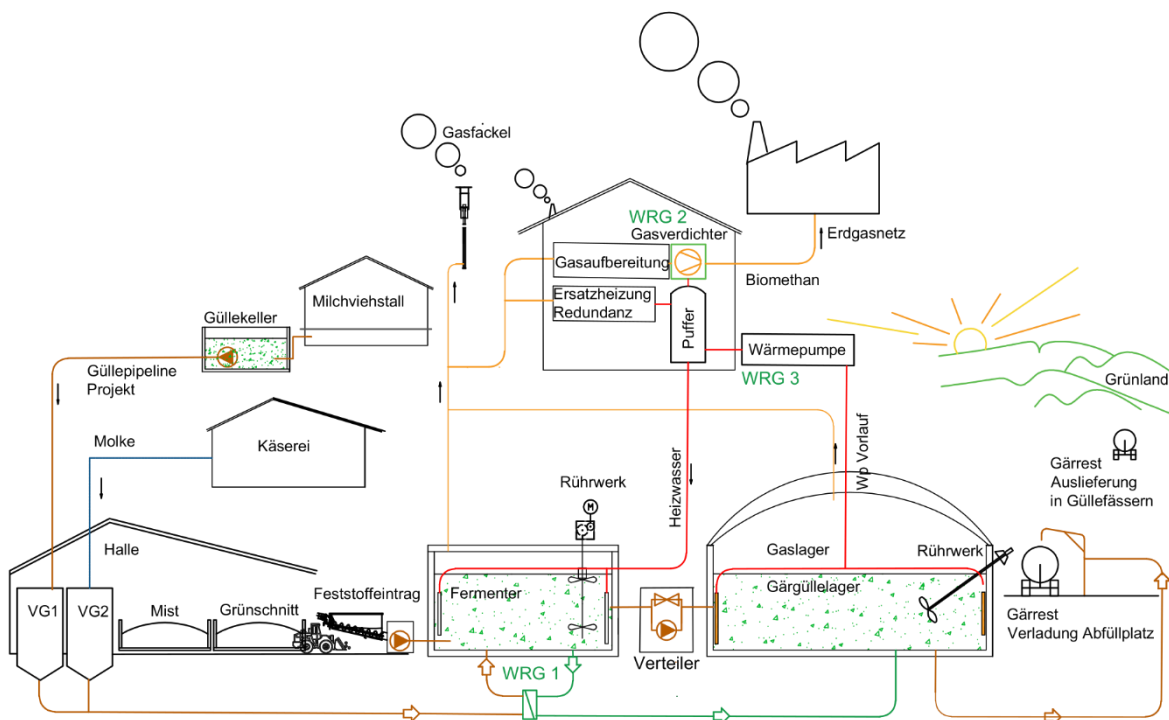 Gasfackel
WRG 2
Gasverdichter
Gasaufbereitung
Erdgasnetz
Biomethan
Ersatzheizung
Redundanz
Puffer
Wärmepumpe
WRG 3
Milchviehstall
Güllekeller
Güllepipeline
Projekt
Molke
Käserei
Grünland
Gärrest
Auslieferung
in Güllefässern
Heizwasser
Wp Vorlauf
Rührwerk
M
Halle
VG1
VG2
Mist
Grünschnitt
Feststoffeintrag
Fermenter
Gaslager
Rührwerk
Gärgüllelager
WRG 1
Verteiler
Gärrest
Verladung Abfüllplatz